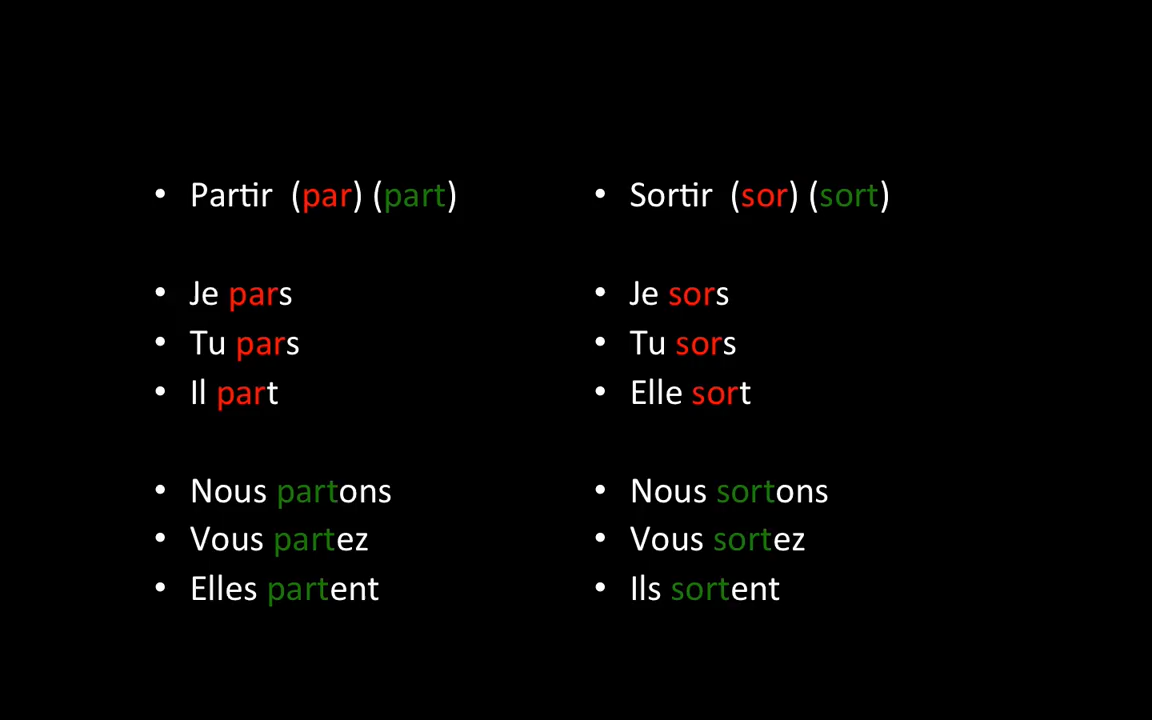 • Partir (par) (part)
• Je pars
• Tu pars
• Il part
• Nous partons
• Vous partez
• Elles partent
• Sortir (sor) (sort)
• Je sors
• Tu sors
• Elle sort
• Nous sortons
• Vous sortez
• Ils sortent